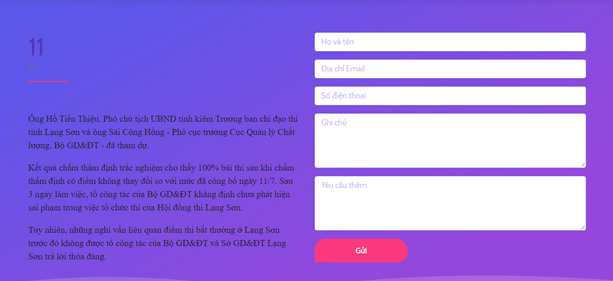 11
Ông Hồ Tiến Thiệu, Phó chủ tịch UBND tỉnh kiêm Trưởng ban chỉ đạo thi
tỉnh Lạng Sơn và ông Sái Công Hồng - Phó cục trưởng Cục Quản lý Chất
lượng, Bộ GD&ĐT - đã tham dự.
Kết quả chấm thẩm định trắc nghiệm cho thấy 100% bài thi sau khi chấm
thẩm định có điểm không thay đổi so với mức đã công bố ngày 11/7. Sau
3 ngày làm việc, tổ công tác của Bộ GD&ĐT khẳng định chưa phát hiện
sai phạm trong việc tổ chức thi của Hội đồng thi Lạng Sơn.
Tuy nhiên, những nghi vấn liên quan điểm thi bất thường ở Lạng Sơn
trước đó không được tổ công tác của Bộ GD&ĐT và Sở GD&ĐT Lạng
Sơn trả lời thỏa đáng.
Họ và tên
Địa chỉ Email
Số điện thoại
Ghi chú
Yêu cầu thêm
Gửi